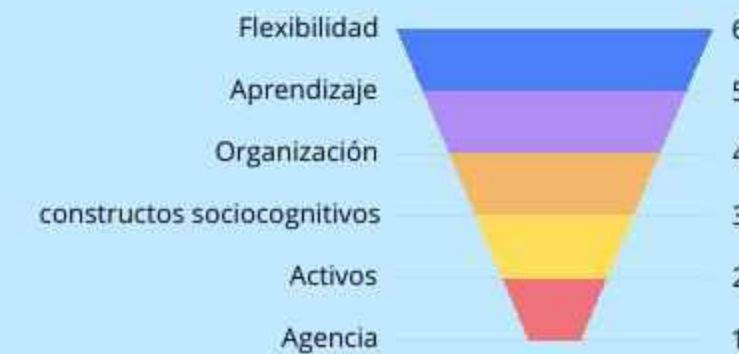 Flexibilidad 6
Aprendizaje 5
Organización 4
constructos sociocognitivos 3
Activos 2
Agencia 1